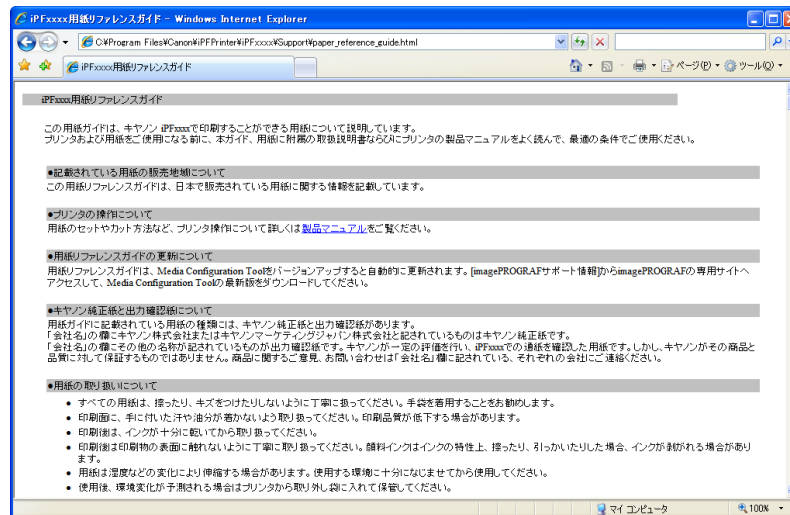 iPFxxxx用紙リファレンスガイド - Windows Internet Explorer
C:¥Program Files¥Canon¥iPFPrinter¥iPFxxxx¥Support¥paper_reference_guide.html
iPFxxxx用紙リファレンスガイド
ページ(P)
ツール(O)
iPFxxxx用紙リファレンスガイド
この用紙ガイドは、キヤノン iPFxxxxで印刷することができる用紙について説明しています。
プリンタおよび用紙をご使用になる前に、本ガイド、用紙に附属の取扱説明書ならびにプリンタの製品マニュアルをよく読んで、最適の条件でご使用ください。
●記載されている用紙の販売地域について
この用紙リファレンスガイドは、日本で販売されている用紙に関する情報を記載しています。
●プリンタの操作について
用紙のセットやカット方法など、プリンタ操作について詳しくは製品マニュアルをご覧ください。
●用紙リファレンスガイドの更新について
用紙リファレンスガイドは、Media Configuration Toolをバージョンアップすると自動的に更新されます。[imagePROGRAFサポート情報]からimagePROGRAFの専用サイトへ
アクセスして、Media Configuration Toolの最新版をダウンロードしてください。
●キヤノン純正紙と出力確認紙について
用紙ガイドに記載されている用紙の種類には、キヤノン純正紙と出力確認紙があります。
「会社名」の欄にキヤノン株式会社またはキヤノンマーケティングジャパン株式会社と記されているものはキヤノン純正紙です。
「会社名」の欄にその他の名称が記されているものが出力確認紙です。キヤノンが一定の評価を行い、iPFxxxxでの通紙を確認した用紙です。しかし、キヤノンがその商品と
品質に対して保証するものではありません。商品に関するご意見、お問い合わせは「会社名」欄に記されている、それぞれの会社にご連絡ください。
●用紙の取り扱いについて
• すべての用紙は、擦ったり、キズをつけたりしないように丁寧に扱ってください。手袋を着用することをお勧めします。
• 印刷面に、手に付いた汗や油分が着かないよう取り扱ってください。印刷品質が低下する場合があります。
• 印刷後は、インクが十分に乾いてから取り扱ってください。
• 印刷後は印刷物の表面に触れないように丁寧に取り扱ってください。顔料インクはインクの特性上、擦ったり、引っかいたりした場合、インクが剥がれる場合があり
ます。
• 用紙は湿度などの変化により伸縮する場合があります。使用する環境に十分になじませてから使用してください。
• 使用後、環境変化が予測される場合はプリンタから取り外し袋に入れて保管してください。
マイ コンピュータ
100%